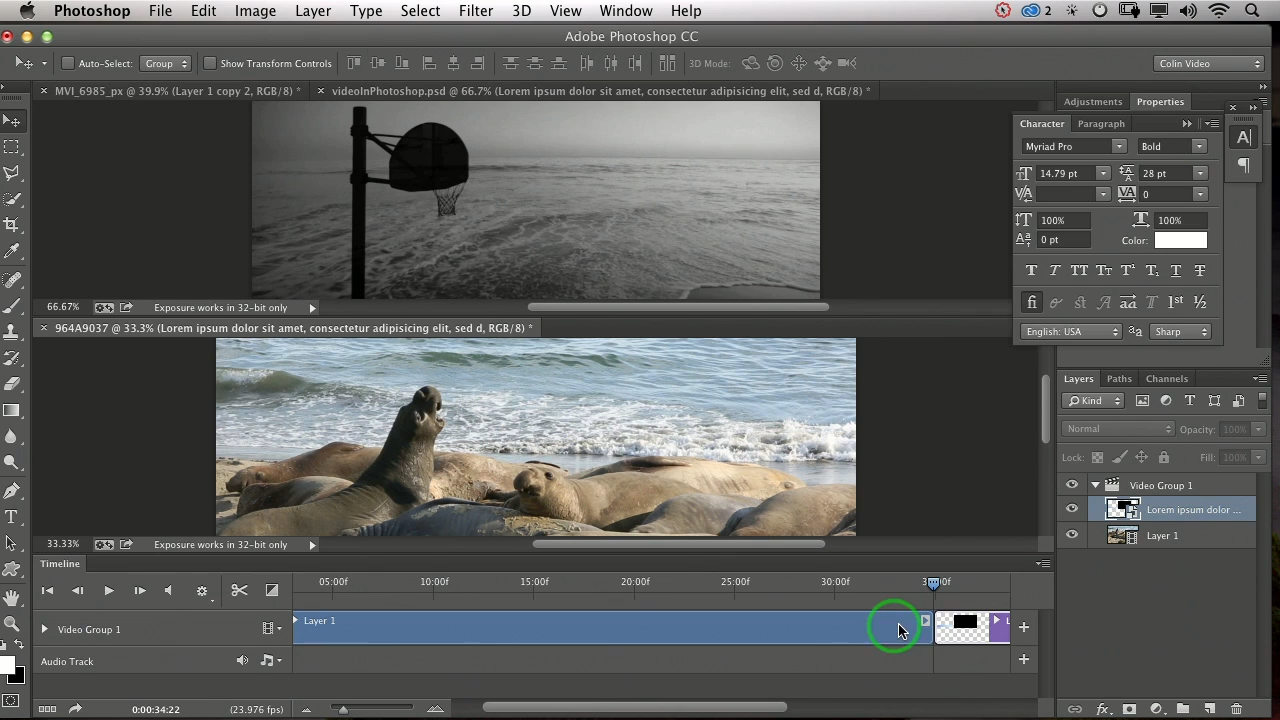 Photoshop File Edit Image Layer Type Select Filter 3D View Window Help 2
Adobe Photoshop CC
Auto-Select: Group Show Transform Controls 3D Mode: Colin Video
MVI_6985_px @ 39.9% (Layer 1 copy 2, RGB/8) * videoInPhotoshop.psd @ 66.7% (Lorem ipsum dolor sit amet, consectetur adipisicing elit, sed d, RGB/8) *
Adjustments Properties
Character Paragraph
Myriad Pro Bold
14.79 pt 28 pt
0
100% 100%
0 pt Color:
English: USA Sharp
66.67% Exposure works in 32-bit only
964A9037 @ 33.3% (Lorem ipsum dolor sit amet, consectetur adipisicing elit, sed d, RGB/8) *
Layers Paths Channels
Kind
Normal Opacity: 100%
Lock: Fill: 100%
Video Group 1
Lorem ipsum dolor ...
Layer 1
33.33% Exposure works in 32-bit only
Timeline
05:00f 10:00f 15:00f 20:00f 25:00f 30:00f
Layer 1
Video Group 1
Audio Track
0:00:34:22 (23.976 fps)